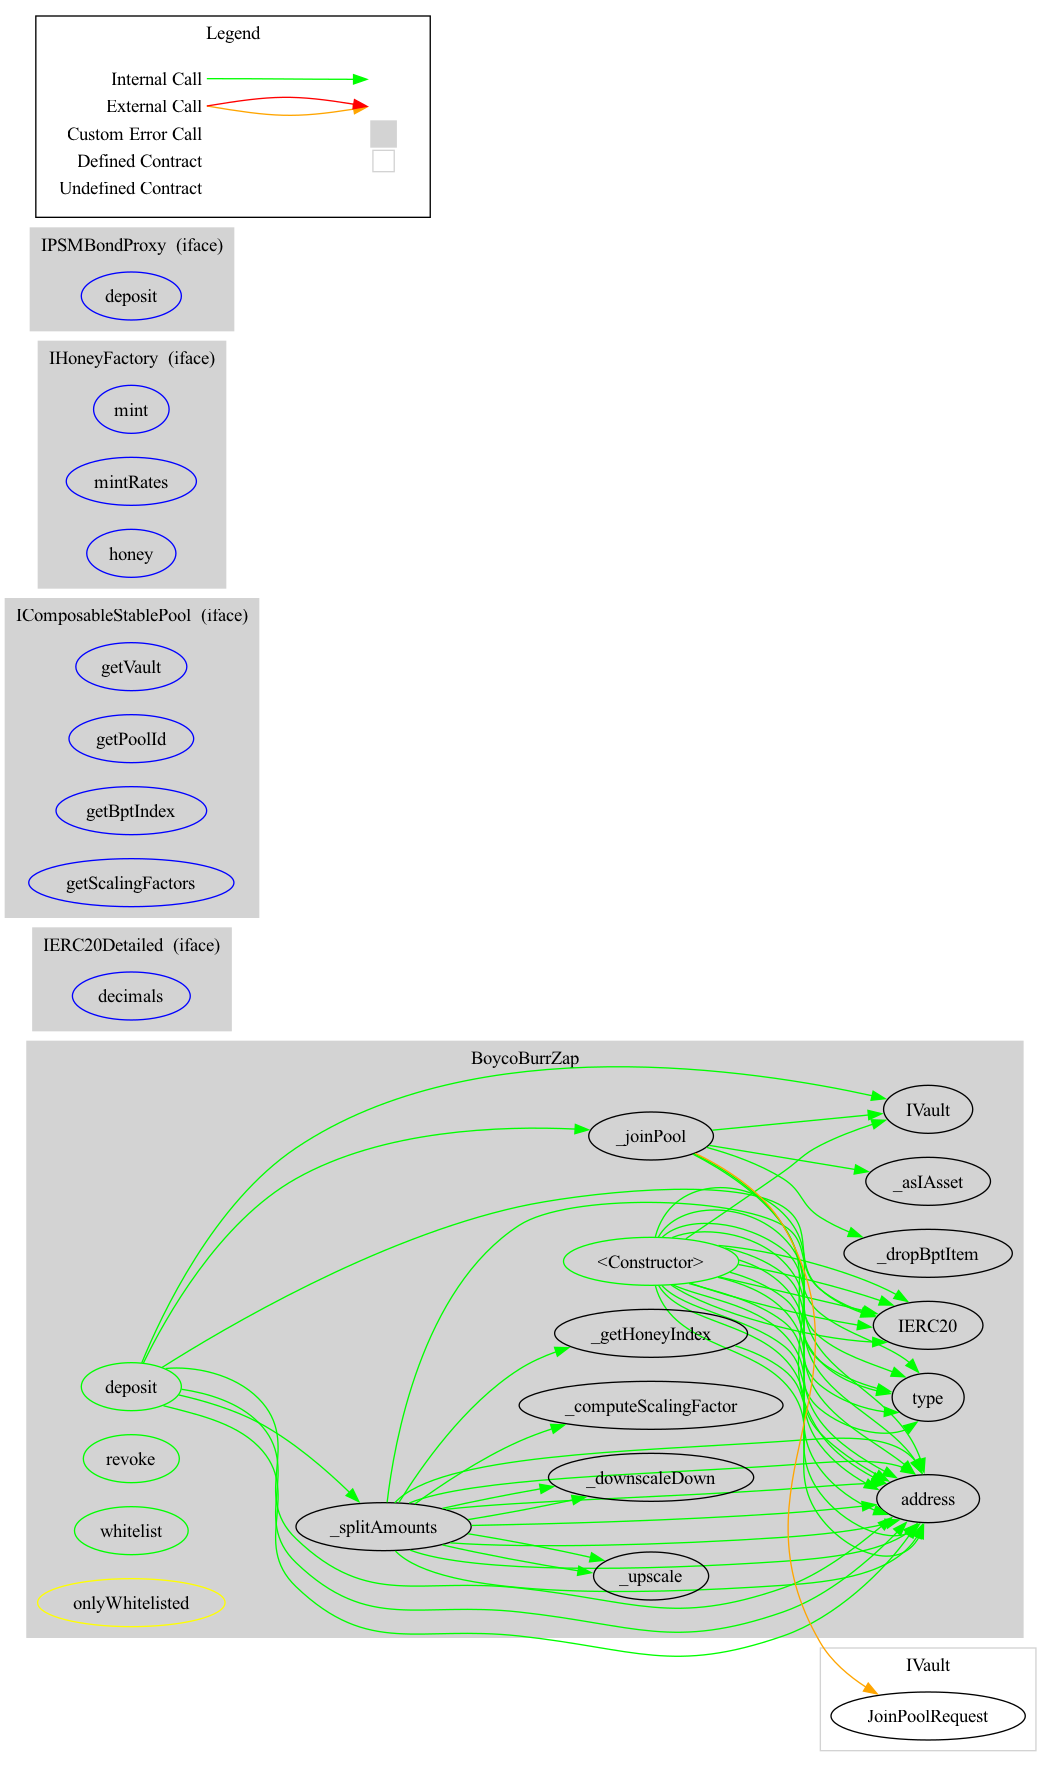 Legend
Internal Call
External Call
Custom Error Call
Defined Contract
Undefined Contract
IPSMBondProxy (iface)
deposit
IHoneyFactory (iface)
mint
mintRates
honey
IComposableStablePool (iface)
getVault
getPoolId
getBptIndex
getScalingFactors
IERC20Detailed (iface)
decimals
BoycoBurrZap
IVault
_joinPool
_asIAsset
_dropBptItem
<Constructor>
IERC20
_getHoneyIndex
deposit
type
_computeScalingFactor
revoke
_downscaleDown
address
whitelist
_splitAmounts
_upscale
onlyWhitelisted
IVault
JoinPoolRequest